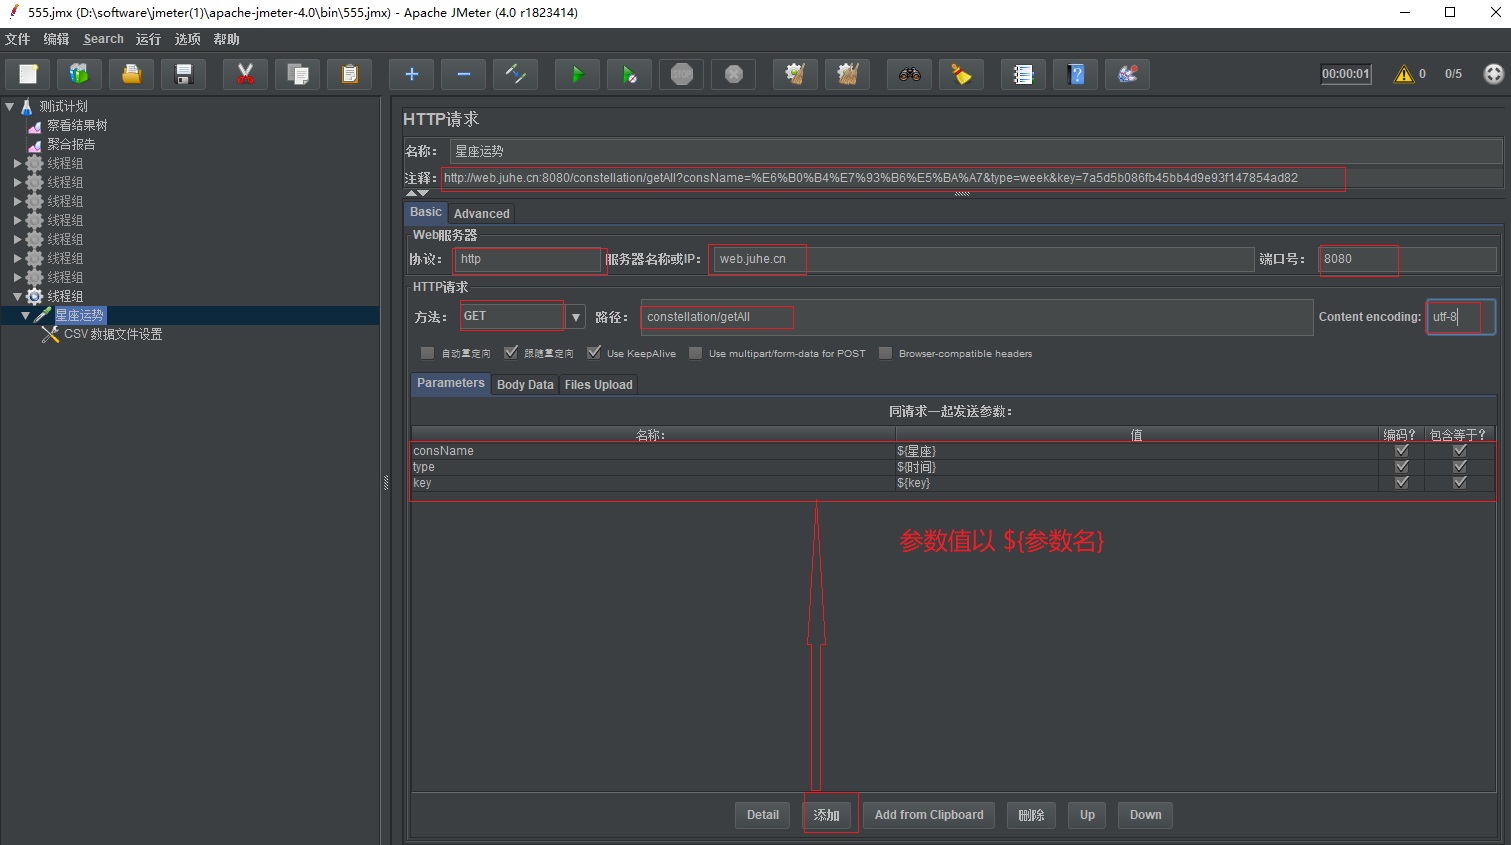 555.jmx (D:\software\jmeter(1)\apache-jmeter-4.0\bin\555.jmx) - Apache JMeter (4.0 r1823414)
文件 编辑 Search 运行 选项 帮助
STOP 00:00:01 0 0/5
测试计划
察看结果树
聚合报告
线程组
线程组
线程组
线程组
线程组
线程组
线程组
线程组
星座运势
CSV 数据文件设置
HTTP请求
名称： 星座运势
注释： http://web.juhe.cn:8080/constellation/getAll?consName=%E6%B0%B4%E7%93%B6%E5%BA%A7&type=week&key=7a5d5b086fb45bb4d9e93f147854ad82
Basic Advanced
Web服务器
协议： http 服务器名称或IP： web.juhe.cn 端口号： 8080
HTTP请求
方法： GET 路径： constellation/getAll Content encoding: utf-8
自动重定向 跟随重定向 Use KeepAlive Use multipart/form-data for POST Browser-compatible headers
Parameters Body Data Files Upload
同请求一起发送参数：
名称： 值 编码？ 包含等于？
consName ${星座}
type ${时间}
key ${key}
参数值以 ${参数名}
Detail 添加 Add from Clipboard 删除 Up Down